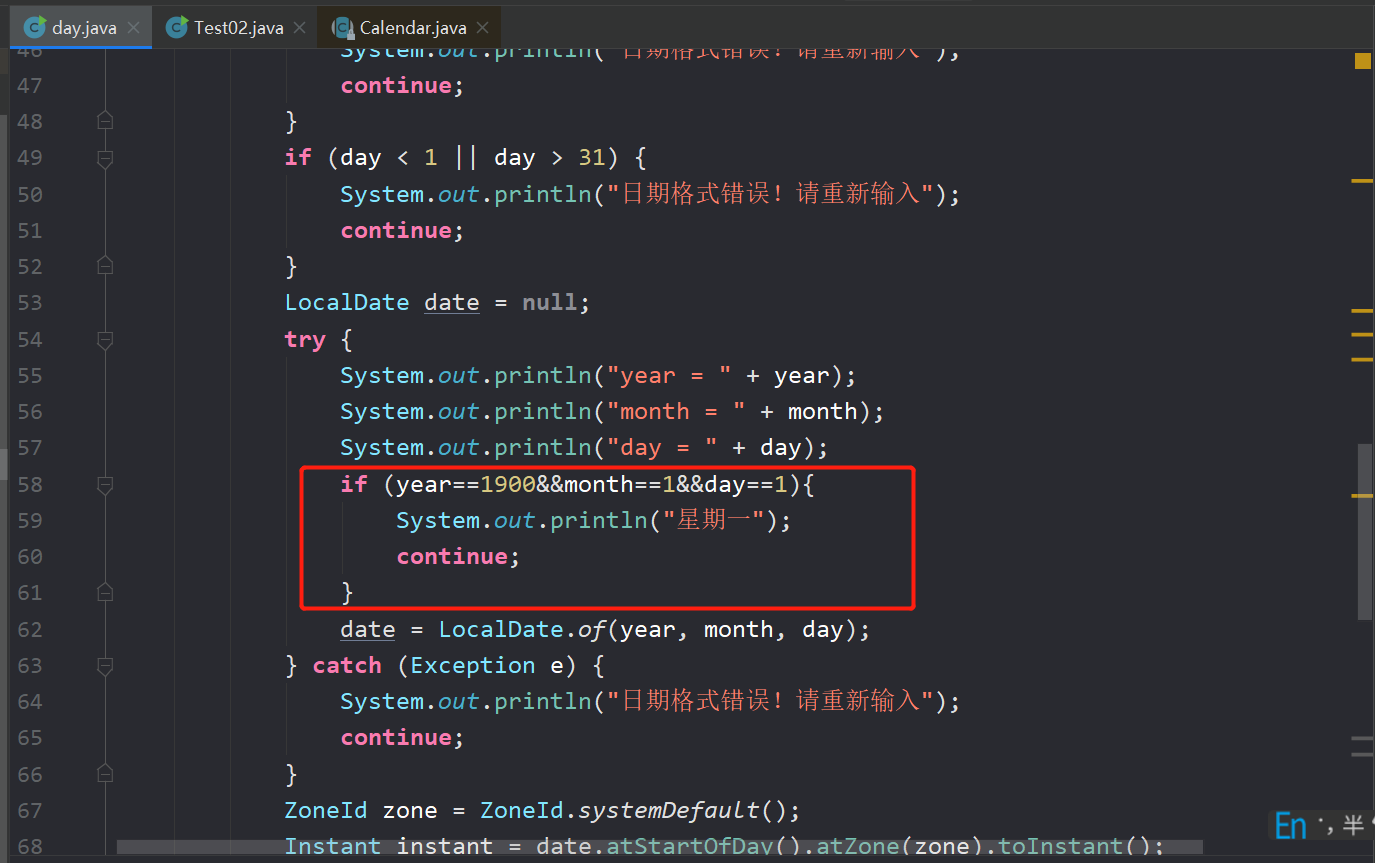 day.java Test02.java Calendar.java
46 System.out.println("日期格式错误！请重新输入");
47 continue;
48 }
49 if (day < 1 || day > 31) {
50 System.out.println("日期格式错误！请重新输入");
51 continue;
52 }
53 LocalDate date = null;
54 try {
55 System.out.println("year = " + year);
56 System.out.println("month = " + month);
57 System.out.println("day = " + day);
58 if (year==1900&&month==1&&day==1){
59 System.out.println("星期一");
60 continue;
61 }
62 date = LocalDate.of(year, month, day);
63 } catch (Exception e) {
64 System.out.println("日期格式错误！请重新输入");
65 continue;
66 }
67 ZoneId zone = ZoneId.systemDefault();
68 Instant instant = date.atStartOfDay().atZone(zone).toInstant();
En 半